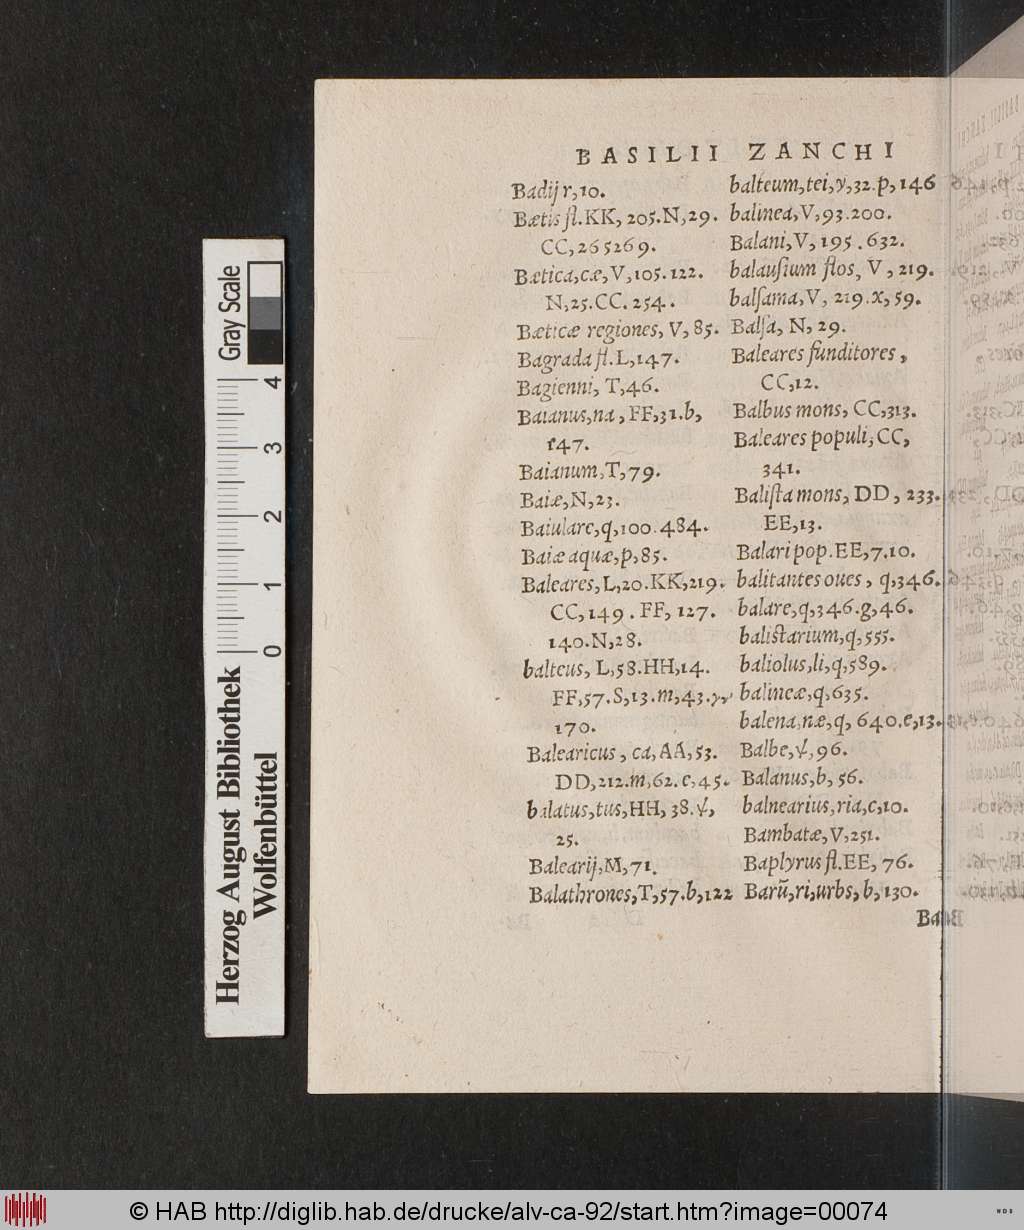 BASILII ZANCHI
Badij r,10.
Bætis fl.KK, 205.N,29.
CC,265269.
Bætica,cæ,V,105.122.
N,25.CC.254.
Bæticæ regiones, V,85.
Bagrada fl.L,147.
Bagienni, T,46.
Baianus,na, FF,31.b,
147.
Baianum,T,79.
Baiæ,N,23.
Baiulare,q,100.484.
Baiæ aquæ,p,85.
Baleares,L,20.KK,219.
CC,149.FF, 127.
140.N,28.
balteus, L,58.HH,14.
FF,57.S,13.m,43.
170.
Balearicus, ca,AA,53.
DD,212.m,62.c,45.
balatus,tus,HH, 38.ψ,
25.
Balearij,M,71.
Balathrones,T,57.b,122
balteum,tei,y,32.p,146
balinea,V,93.200.
Balani,V,195.632.
balauſium flos, V, 219.
balſama,V, 219.x,59.
Balſa, N, 29.
Baleares funditores,
CC,12.
Balbus mons, CC,313.
Baleares populi,CC,
341.
Baliſta mons, DD, 233.
EE,13.
Balari pop.EE,7.10.
balitantes oues, q,346.
balare,q,346.g,46.
baliſtarium,q,555.
baliolus,li,q,589.
balineæ,q,635.
balena,næ,q, 640.e,13.
Balbe,ψ,96.
Balanus,b, 56.
balnearius,ria,c,10.
Bambatæ,V,251.
Baplyrus fl.EE, 76.
Barũ,ri,urbs,b,130.
Gray Scale
0 1 2 3 4
Herzog August Bibliothek
Wolfenbüttel
© HAB http://diglib.hab.de/drucke/alv-ca-92/start.htm?image=00074